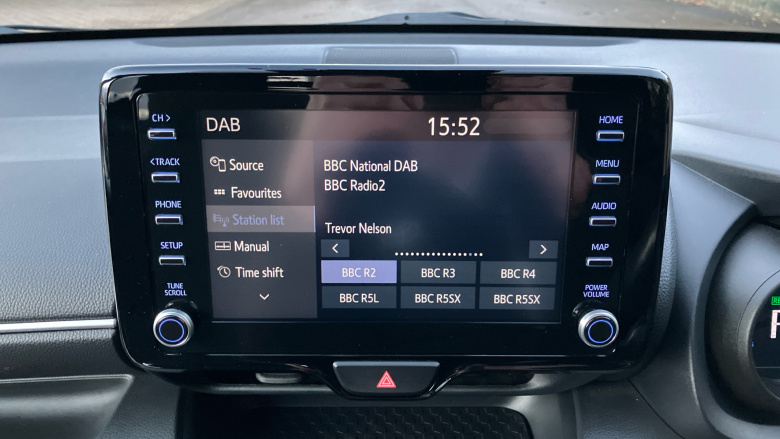 CH >
<TRACK
PHONE
SETUP
TUNE
SCROLL
DAB
15:52
Source
Favourites
Station list
Manual
Time shift
BBC National DAB
BBC Radio2
Trevor Nelson
BBC R2
BBC R3
BBC R4
BBC R5L
BBC R5SX
BBC R5SX
HOME
MENU
AUDIO
MAP
POWER
VOLUME